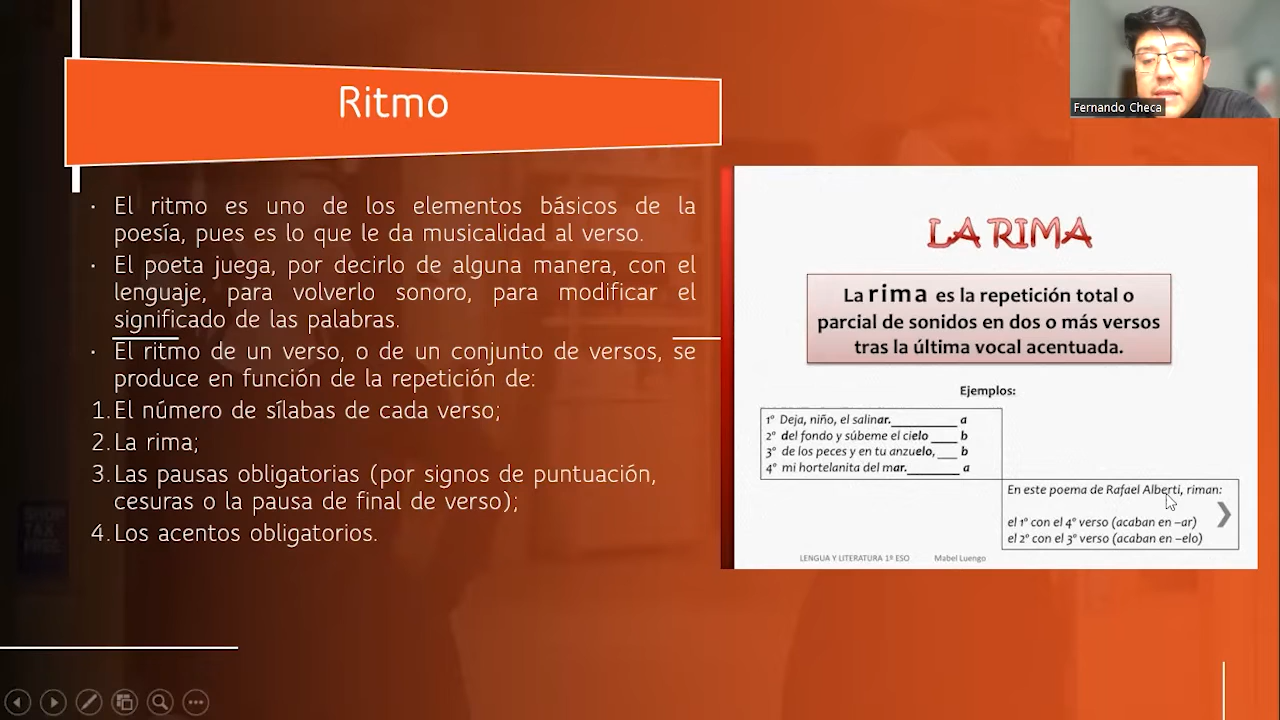 Ritmo
Fernando Checa
· El ritmo es uno de los elementos básicos de la
poesía, pues es lo que le da musicalidad al verso.
· El poeta juega, por decirlo de alguna manera, con el
lenguaje, para volverlo sonoro, para modificar el
significado de las palabras.
· El ritmo de un verso, o de un conjunto de versos, se
produce en función de la repetición de:
1. El número de sílabas de cada verso;
2. La rima;
3. Las pausas obligatorias (por signos de puntuación,
cesuras o la pausa de final de verso);
4. Los acentos obligatorios.
LA RIMA
La rima es la repetición total o
parcial de sonidos en dos o más versos
tras la última vocal acentuada.
Ejemplos:
1º Deja, niño, el salinar.__________ a
2º del fondo y súbeme el cielo ____ b
3º de los peces y en tu anzuelo, ___ b
4º mi hortelanita del mar.________ a
En este poema de Rafael Alberti, riman:
el 1º con el 4º verso (acaban en –ar)
el 2º con el 3º verso (acaban en –elo)
LENGUA Y LITERATURA 1º ESO Mabel Luengo